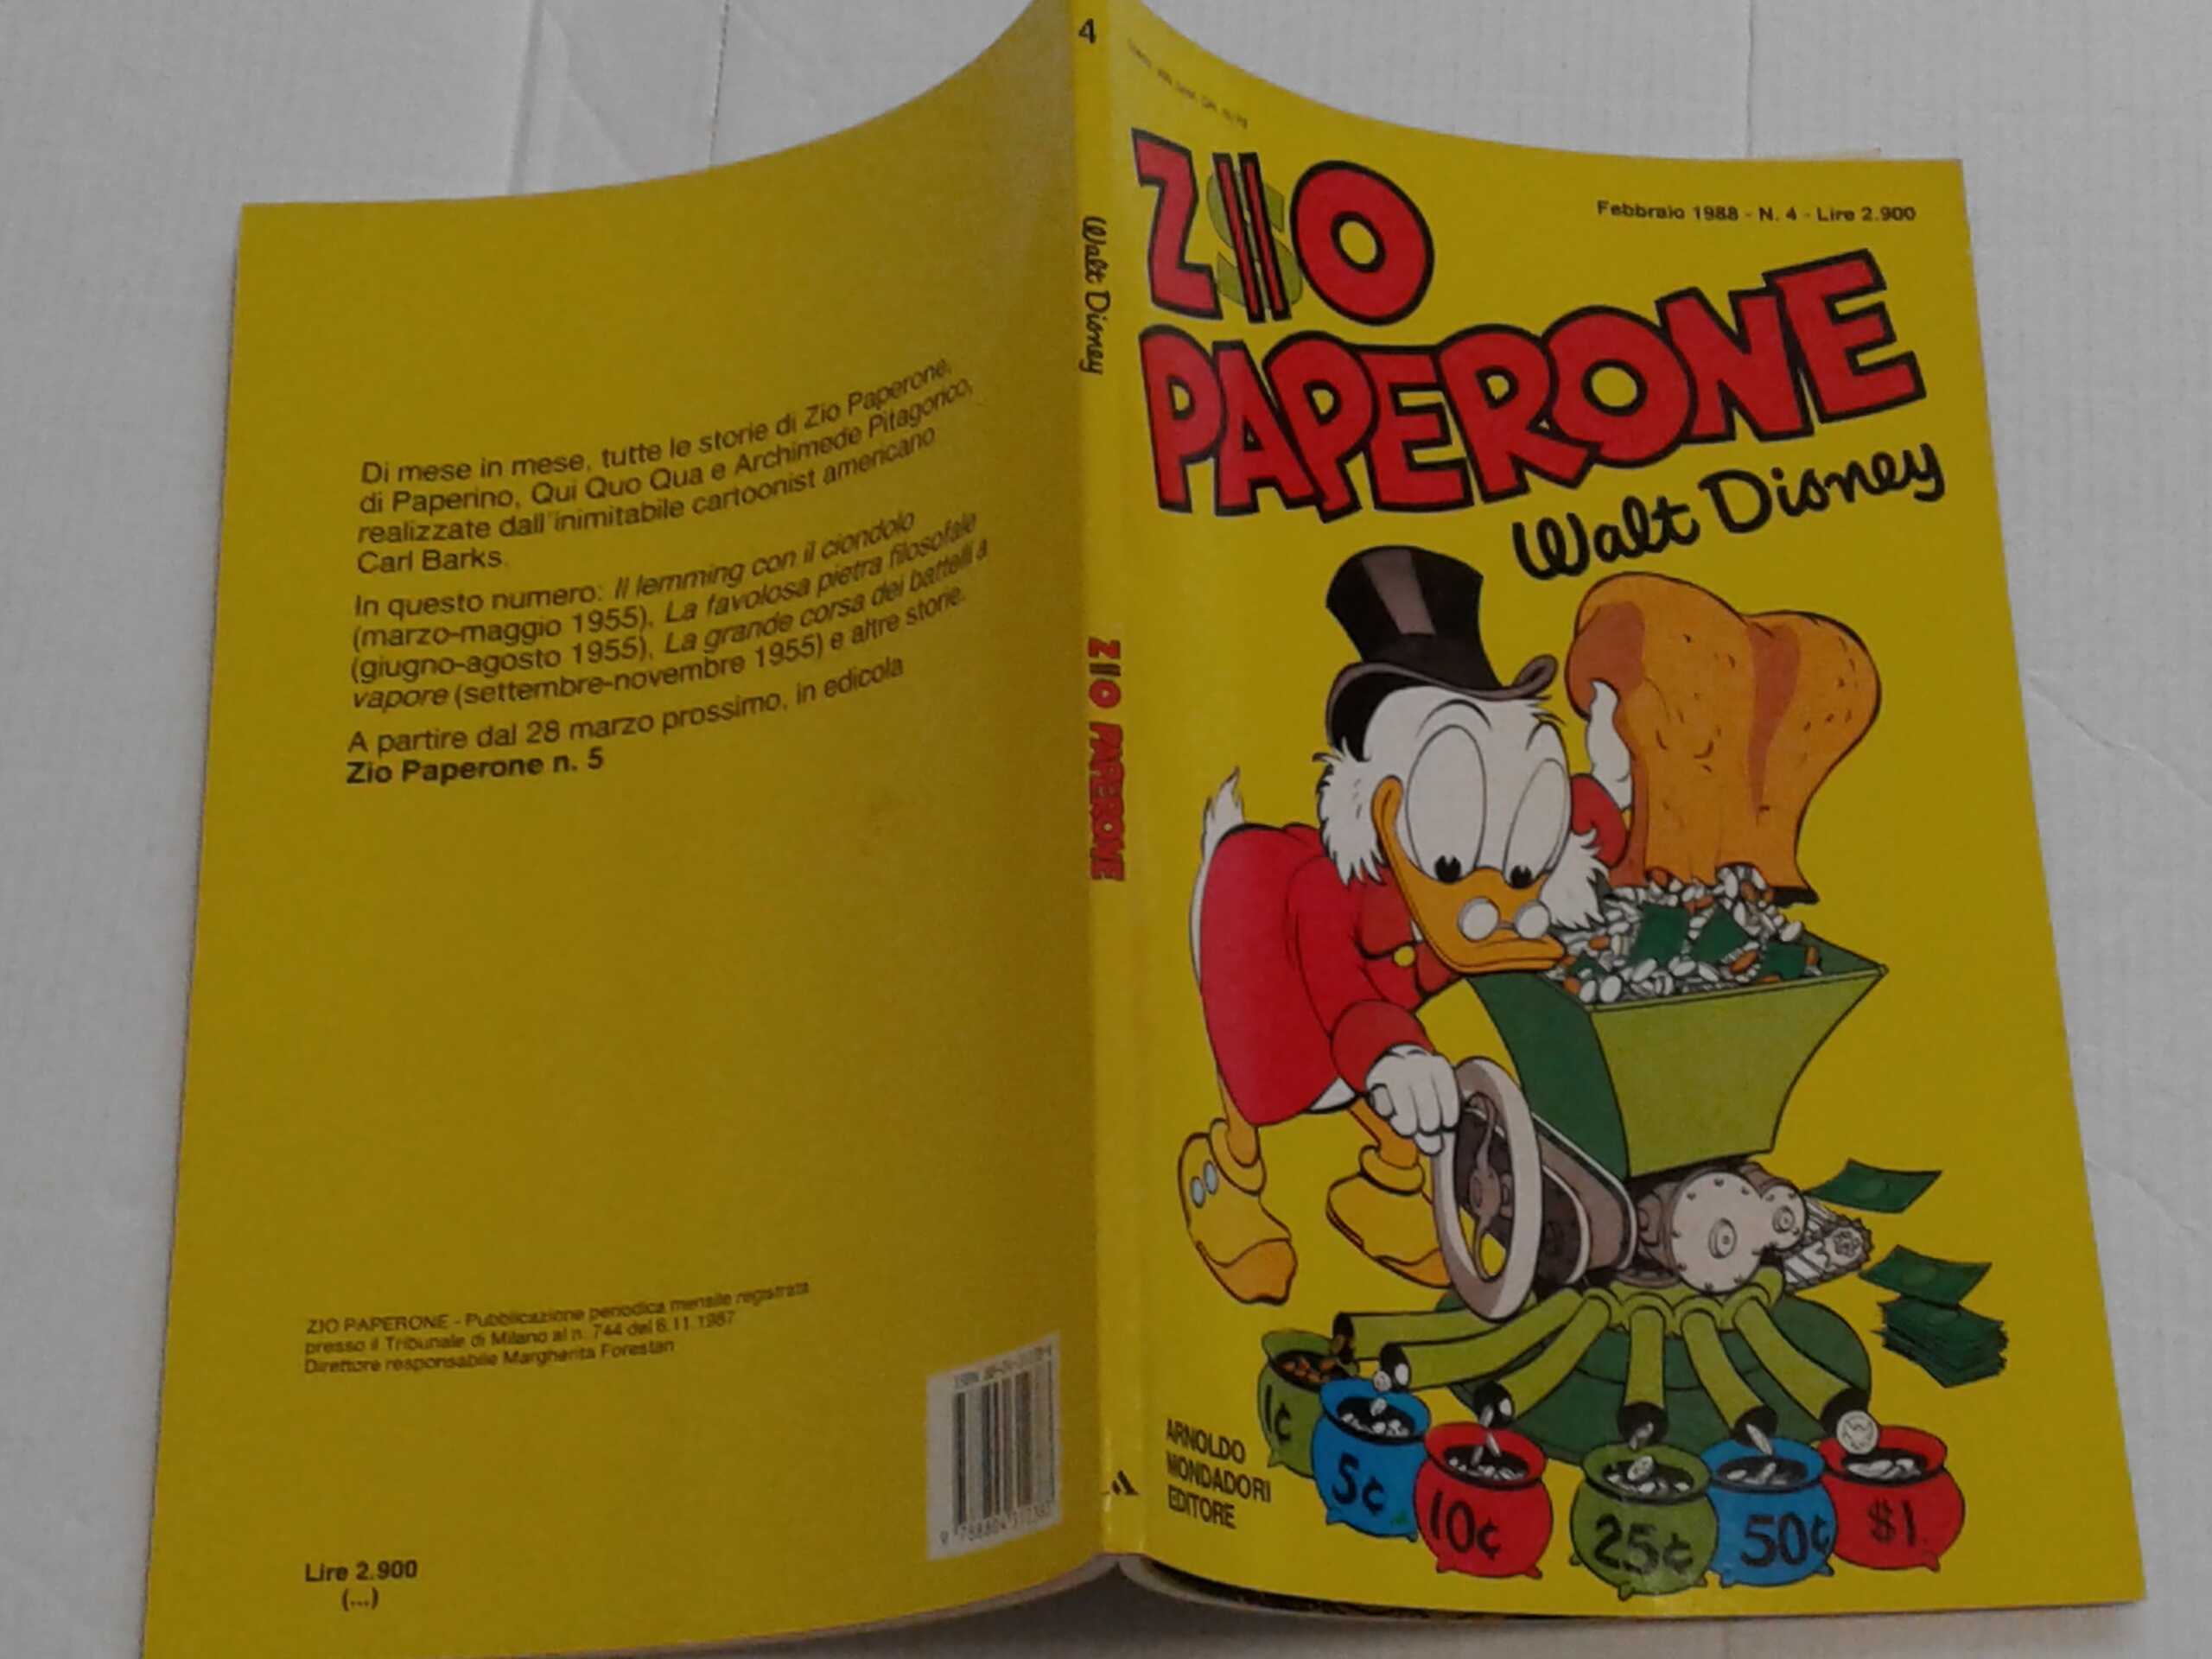 Di mese in mese, tutte le storie di Zio Paperone,
di Paperino, Qui Quo Qua e Archimede Pitagorico,
realizzate dall'inimitabile cartoonist americano
Carl Barks.
In questo numero: Il lemming con il ciondolo
(marzo-maggio 1955), La favolosa pietra filosofale
(giugno-agosto 1955), La grande corsa dei battelli a
vapore (settembre-novembre 1955) e altre storie.
A partire dal 28 marzo prossimo, in edicola
Zio Paperone n. 5
ZIO PAPERONE - Pubblicazione periodica mensile registrata
presso il Tribunale di Milano al n. 744 del 6.11.1987
Direttore responsabile Margherita Forestan
Lire 2.900
(...)
4
Walt Disney
ZIO PAPERONE
Febbraio 1988 - N. 4 - Lire 2.900
ZIO
PAPERONE
Walt Disney
ARNOLDO
MONDADORI
EDITORE
1¢
5¢
10¢
25¢
50¢
$1